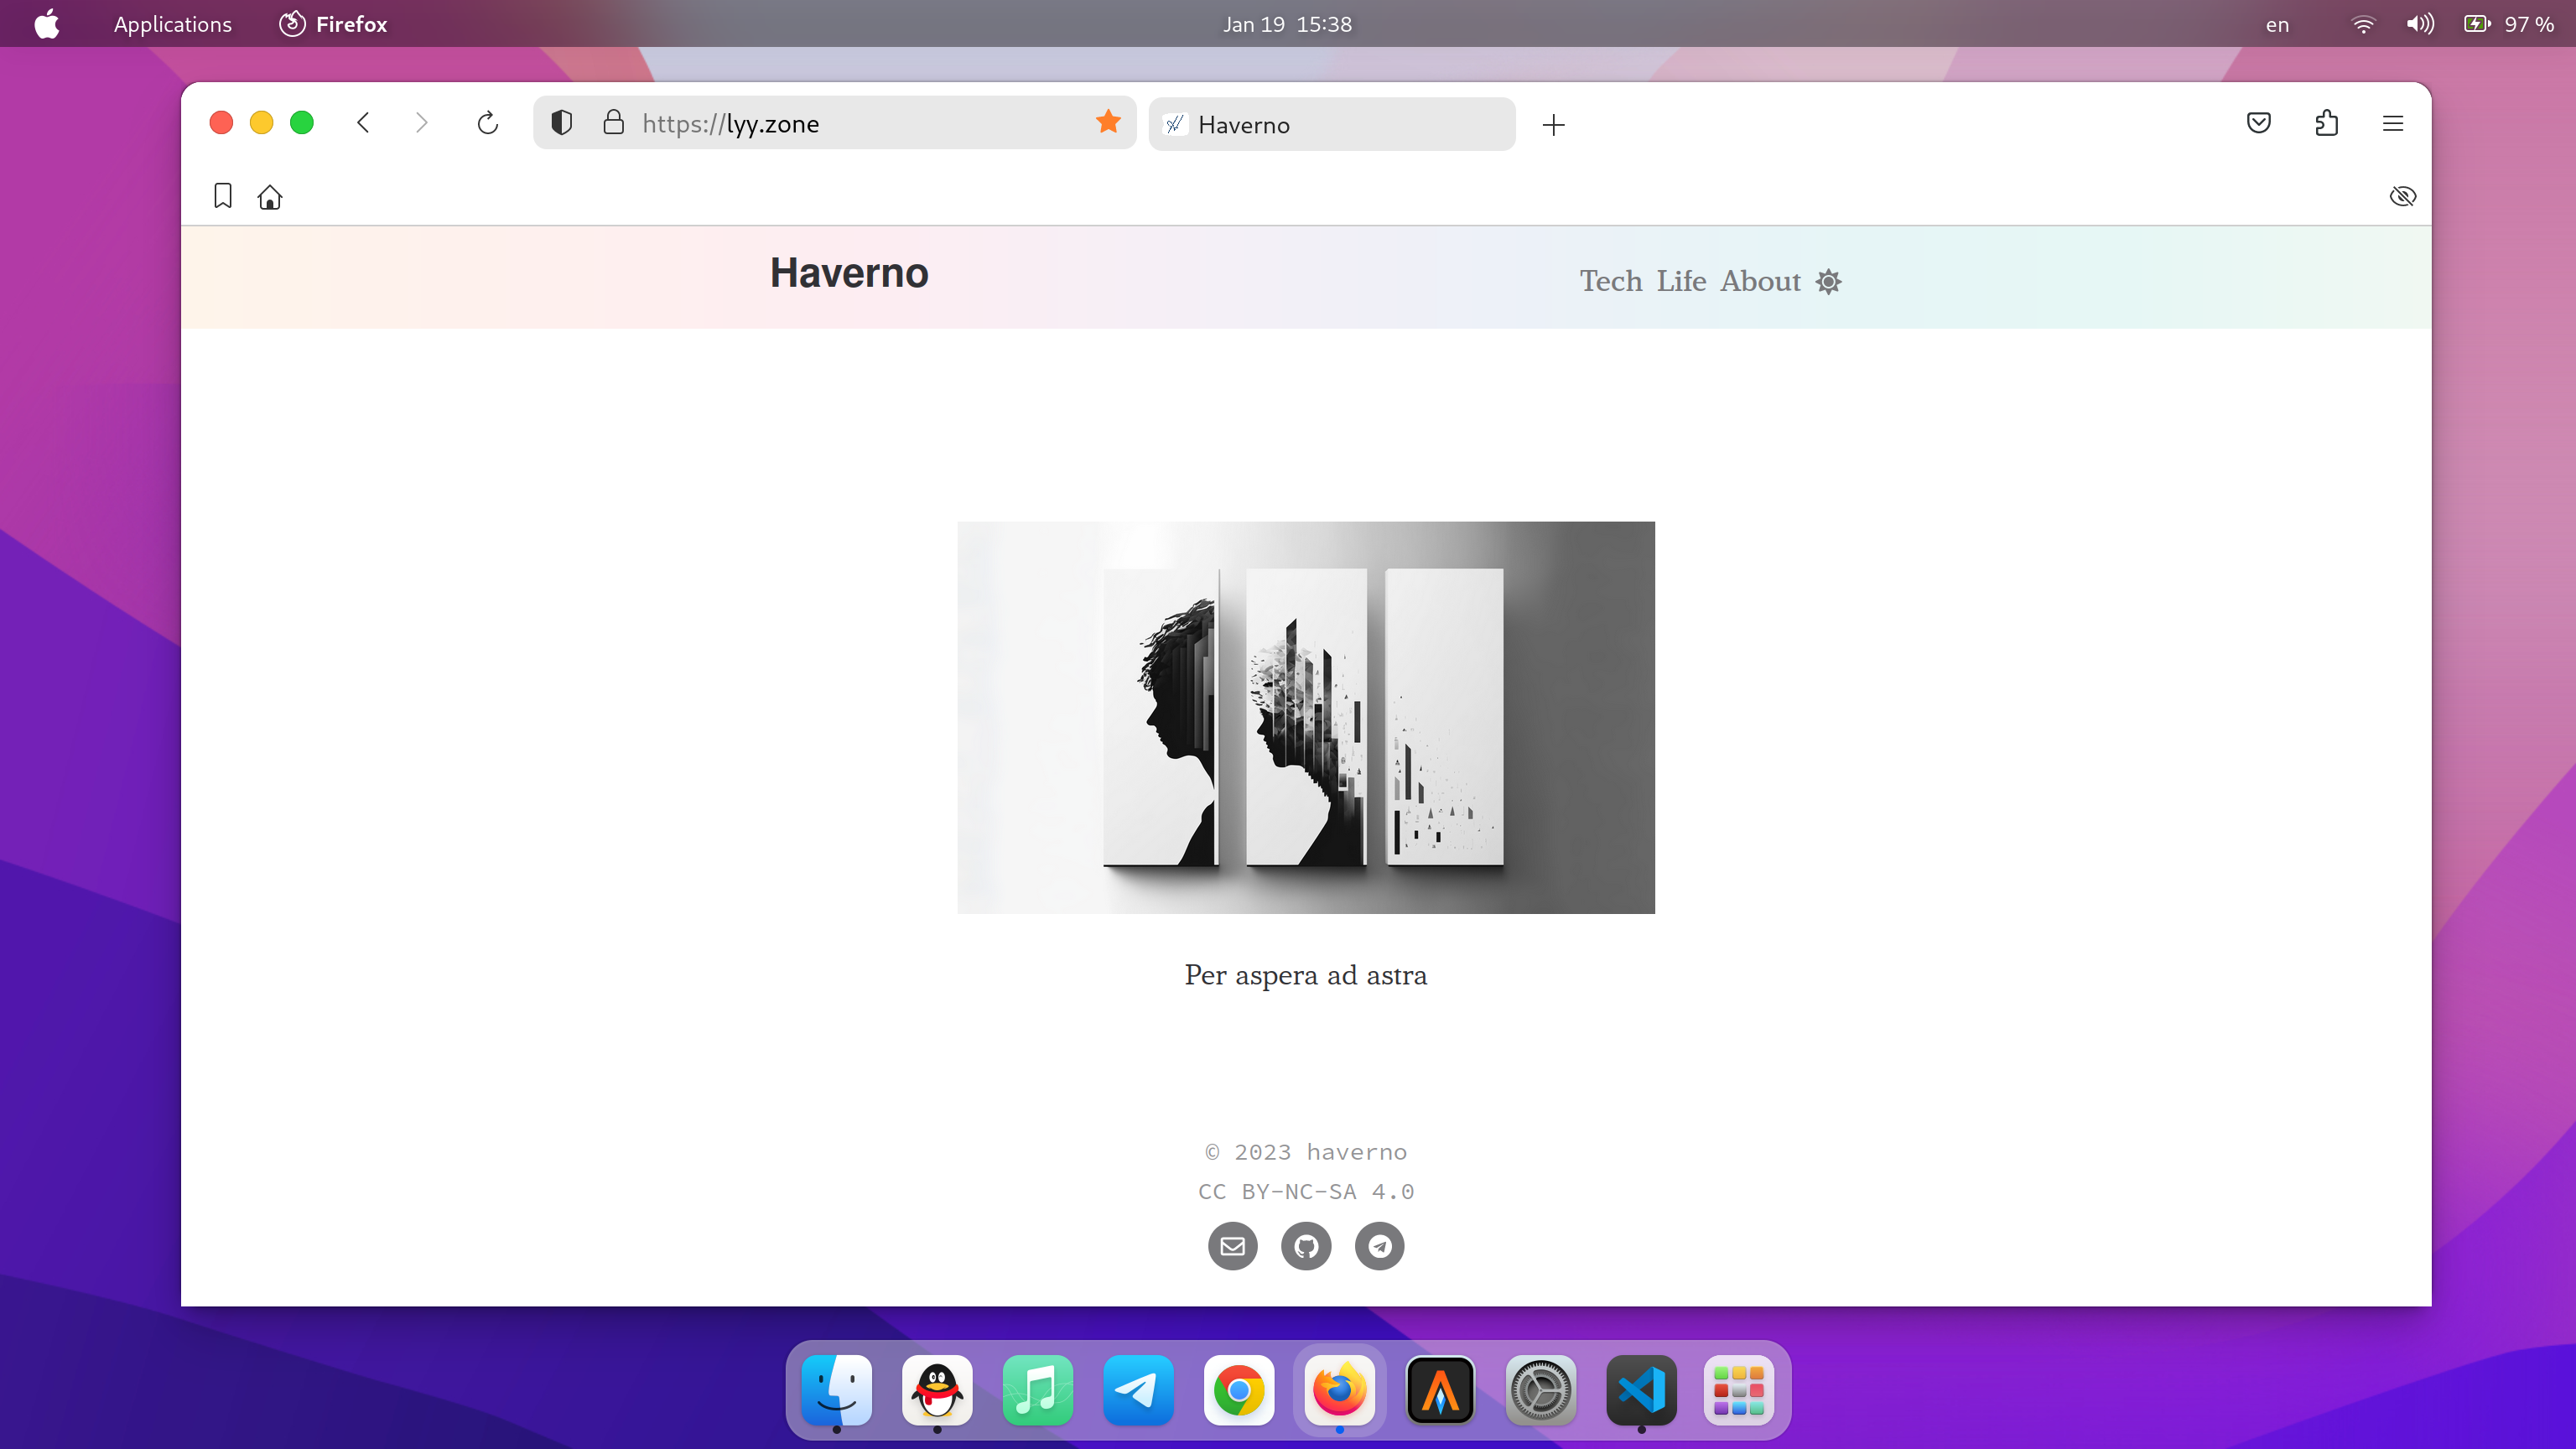 Applications Firefox Jan 19 15:38 en 97 %
https://lyy.zone Haverno
Haverno Tech Life About
Per aspera ad astra
© 2023 haverno
CC BY-NC-SA 4.0